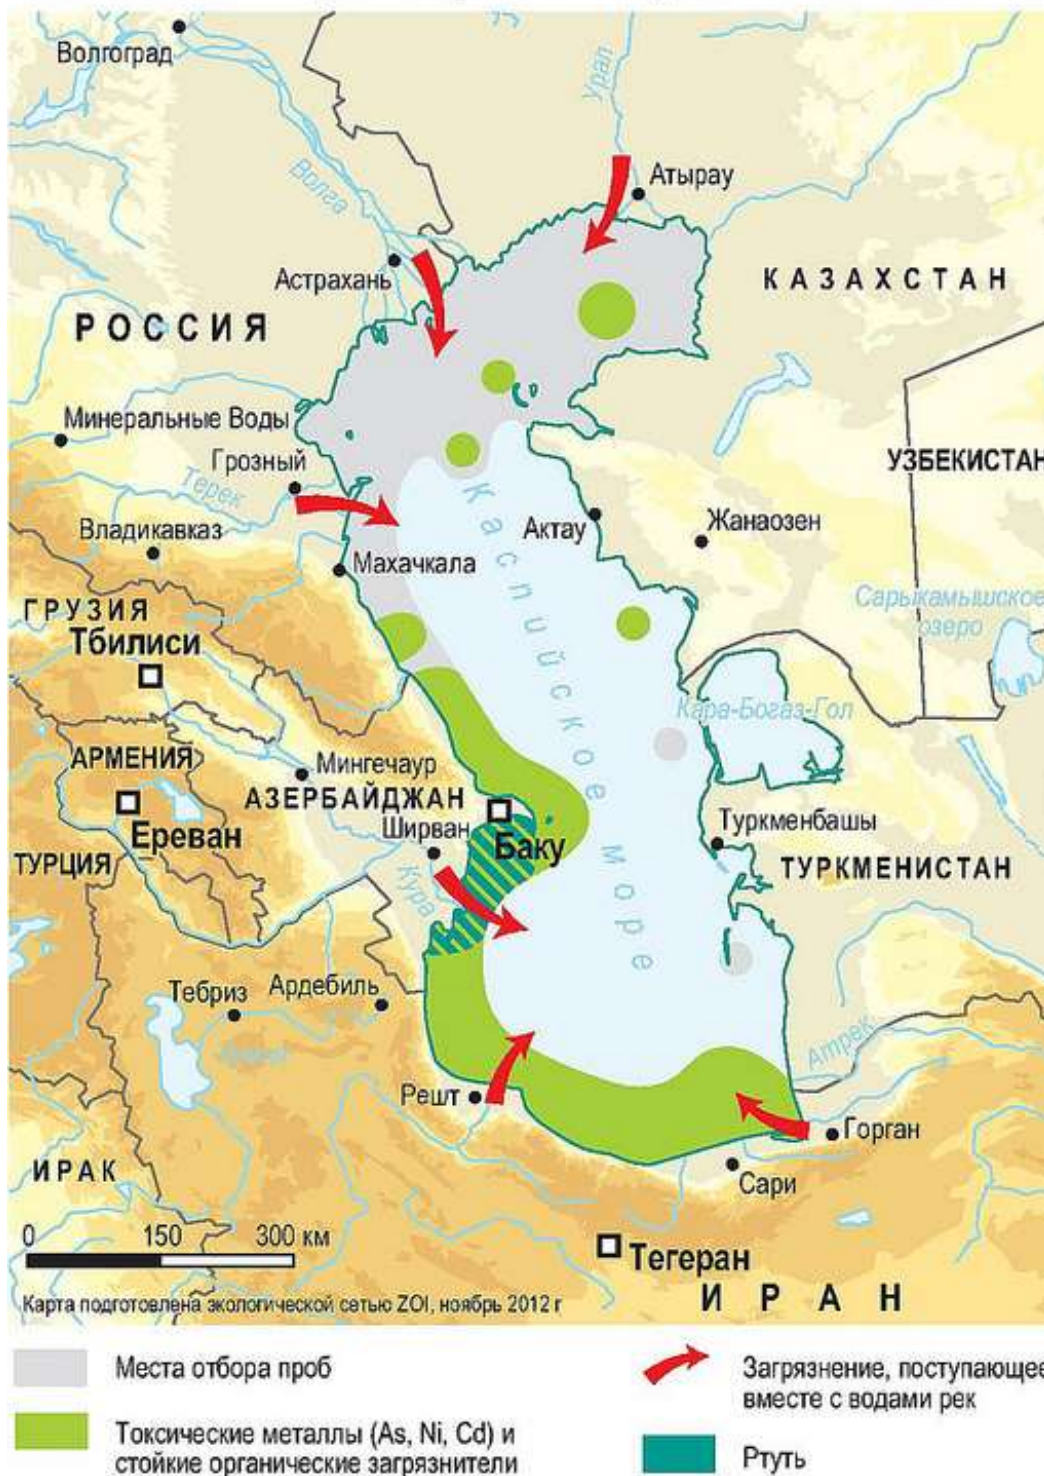 Волгоград
Урал
Волга
Атырау
Астрахань
КАЗАХСТАН
РОССИЯ
Минеральные Воды
УЗБЕКИСТАН
Грозный
Терек
Каспийское море
Актау
Жанаозен
Владикавказ
Махачкала
ГРУЗИЯ
Тбилиси
Сарыкамышское
озеро
Кара-Богаз-Гол
АРМЕНИЯ
Мингечаур
АЗЕРБАЙДЖАН
Ереван
Ширван
Баку
Туркменбашы
ТУРЦИЯ
Кура
ТУРКМЕНИСТАН
Тебриз
Ардебиль
Атрек
Решт
Горган
ИРАК
Сари
0 150 300 км
Тегеран
Карта подготовлена экологической сетью ZOI, ноябрь 2012 г
ИРАН
Места отбора проб
Загрязнение, поступающее
вместе с водами рек
Токсические металлы (As, Ni, Cd) и
стойкие органические загрязнители
Ртуть